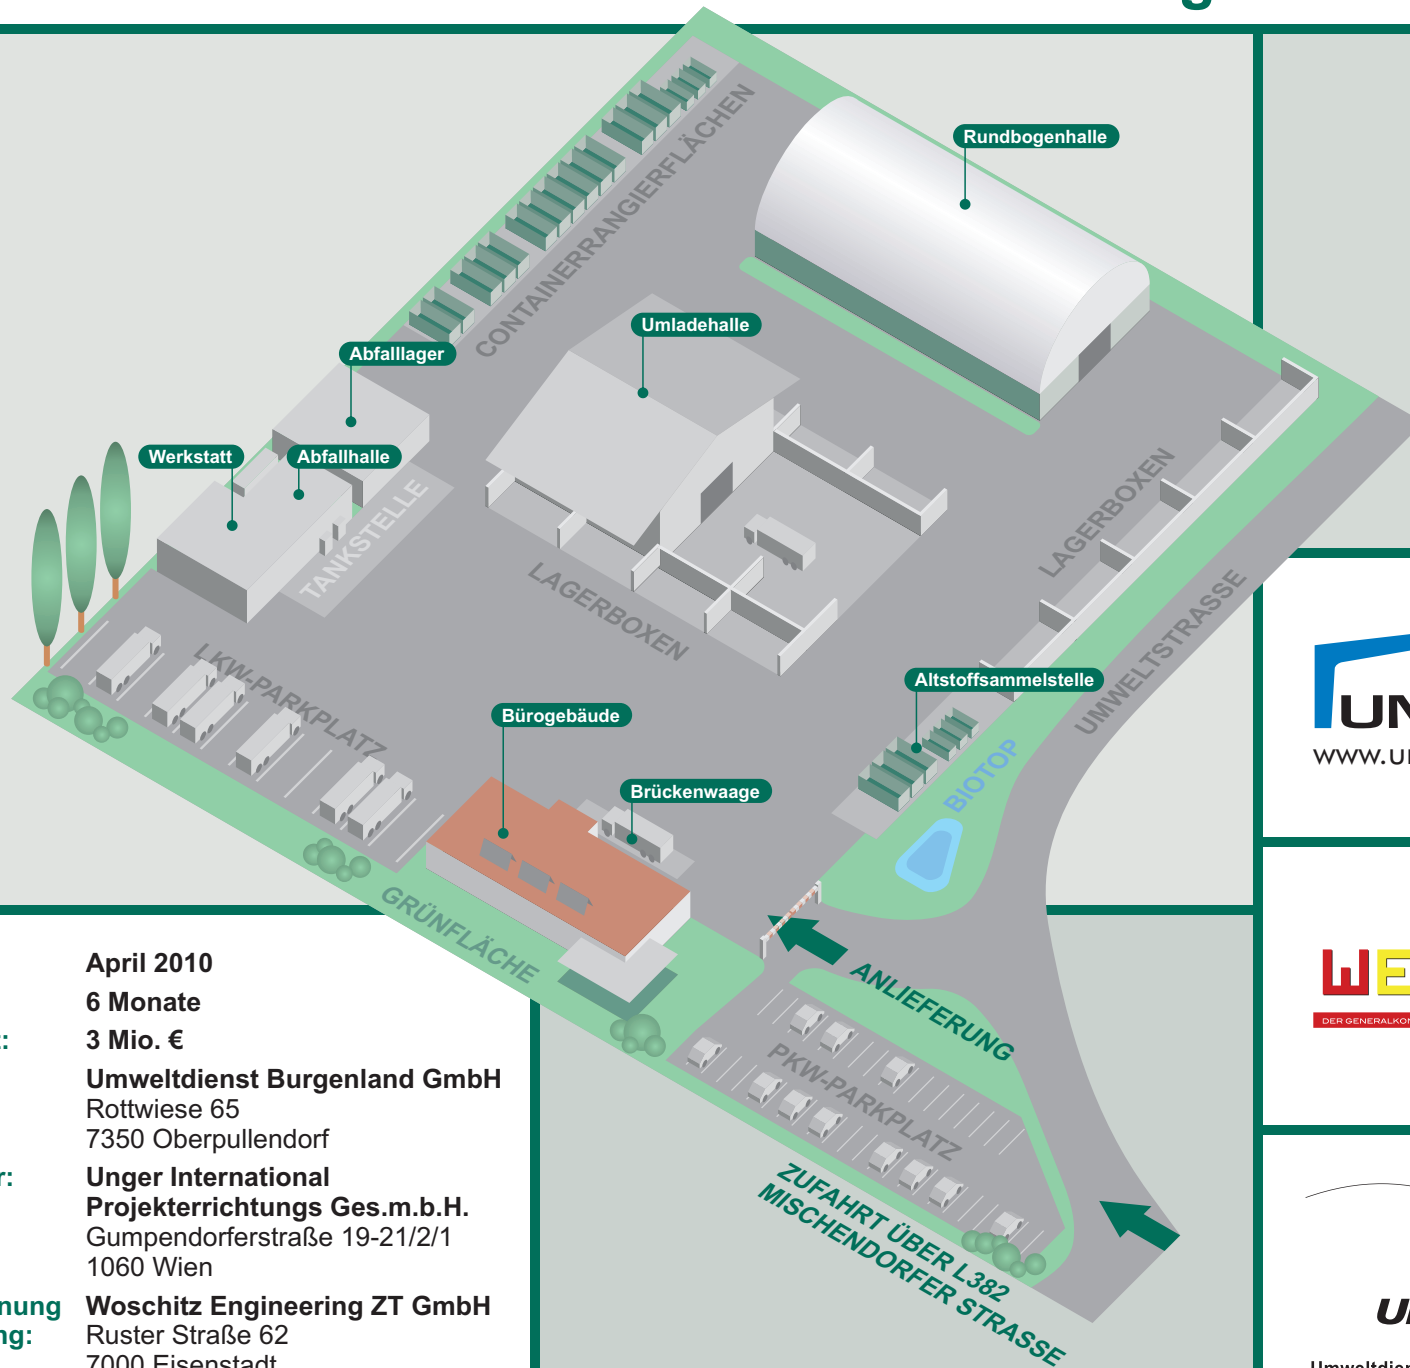 CONTAINERRANGIERFLÄCHEN
Rundbogenhalle
Umladehalle
Abfalllager
Werkstatt
Abfallhalle
TANKSTELLE
LAGERBOXEN
LAGERBOXEN
UMWELTSTRASSE
LKW-PARKPLATZ
Altstoffsammelstelle
Bürogebäude
BIOTOP
Brückenwaage
GRÜNFLÄCHE
ANLIEFERUNG
PKW-PARKPLATZ
ZUFAHRT ÜBER L382
MISCHENDORFER STRASSE
April 2010
6 Monate
3 Mio. €
Umweltdienst Burgenland GmbH
Rottwiese 65
7350 Oberpullendorf
Unger International
Projekterrichtungs Ges.m.b.H.
Gumpendorferstraße 19-21/2/1
1060 Wien
Woschitz Engineering ZT GmbH
Ruster Straße 62
7000 Eisenstadt